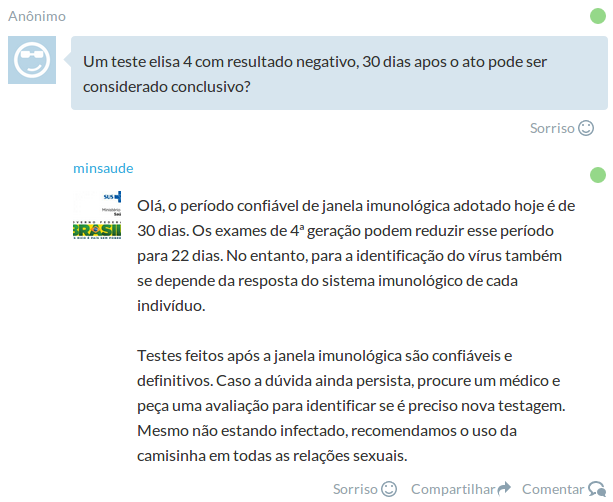 Anônimo
Um teste elisa 4 com resultado negativo, 30 dias apos o ato pode ser
considerado conclusivo?
Sorriso
minsaude
SUS
Ministério
BRASIL
Olá, o período confiável de janela imunológica adotado hoje é de
30 dias. Os exames de 4ª geração podem reduzir esse período
para 22 dias. No entanto, para a identificação do vírus também
se depende da resposta do sistema imunológico de cada
indivíduo.
Testes feitos após a janela imunológica são confiáveis e
definitivos. Caso a dúvida ainda persista, procure um médico e
peça uma avaliação para identificar se é preciso nova testagem.
Mesmo não estando infectado, recomendamos o uso da
camisinha em todas as relações sexuais.
Sorriso Compartilhar Comentar